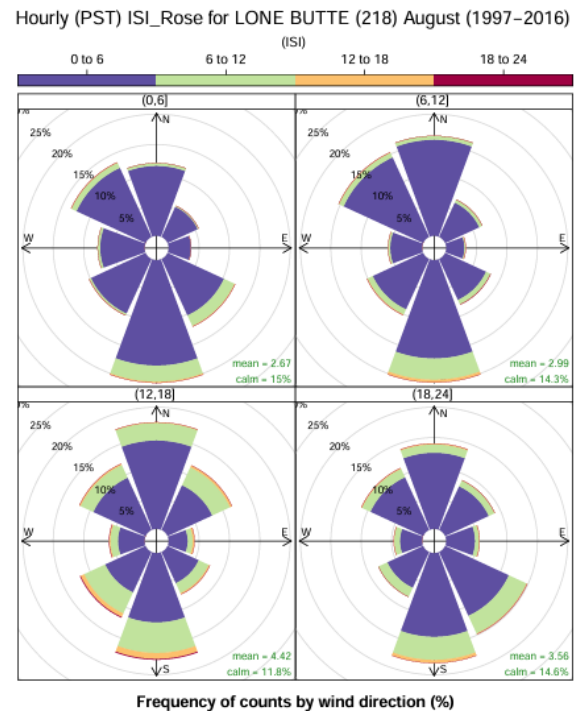 Hourly (PST) ISI_Rose for LONE BUTTE (218) August (1997–2016)
(ISI)
0 to 6 6 to 12 12 to 18 18 to 24
(0,6]
%
N
25%
20%
15%
10%
5%
W E
mean = 2.67
calm = 15%
(6,12]
%
N
25%
20%
15%
10%
5%
W E
mean = 2.99
calm = 14.3%
(12,18]
%
N
25%
20%
15%
10%
5%
W E
S
mean = 4.42
calm = 11.8%
(18,24]
%
N
25%
20%
15%
10%
5%
W E
S
mean = 3.56
calm = 14.6%
Frequency of counts by wind direction (%)